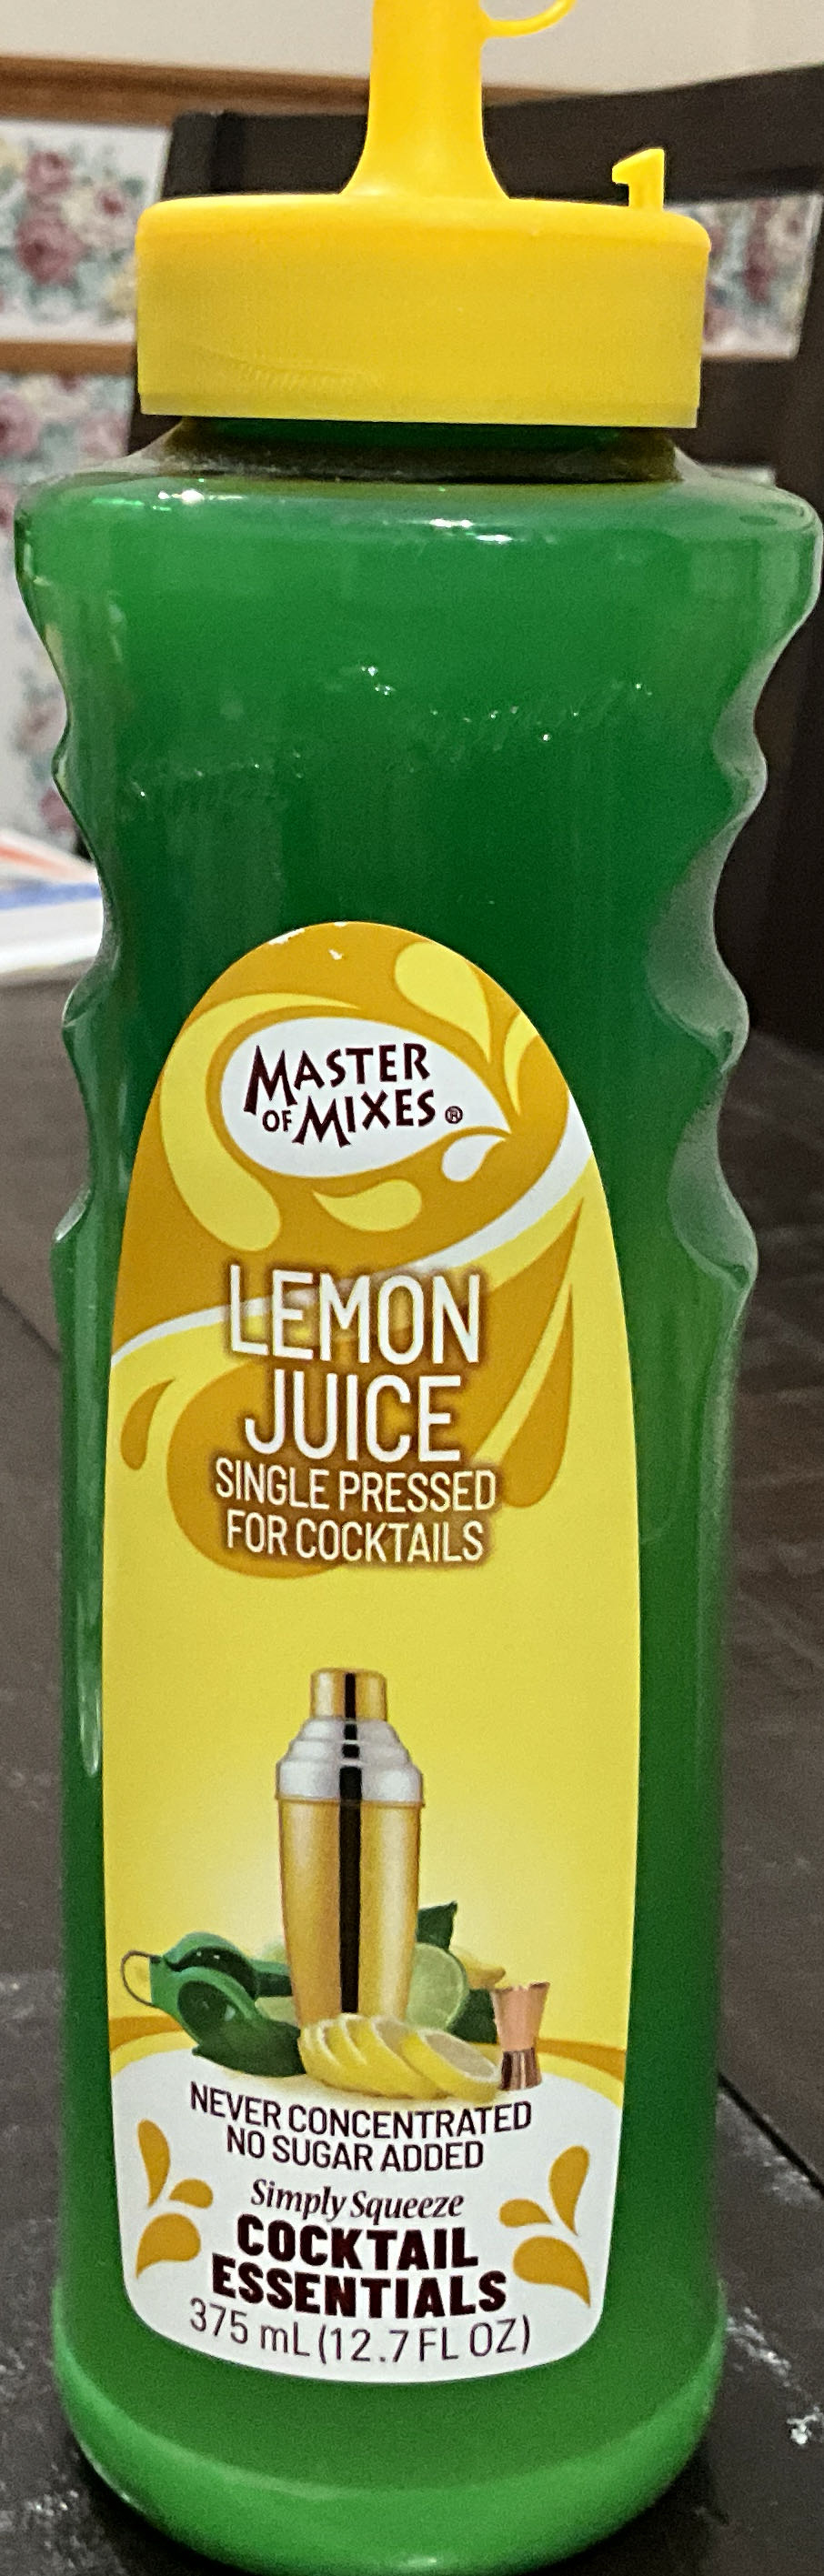 MASTER
OF MIXES®
LEMON
JUICE
SINGLE PRESSED
FOR COCKTAILS
NEVER CONCENTRATED
NO SUGAR ADDED
Simply Squeeze
COCKTAIL
ESSENTIALS
375 mL (12.7 FL OZ)